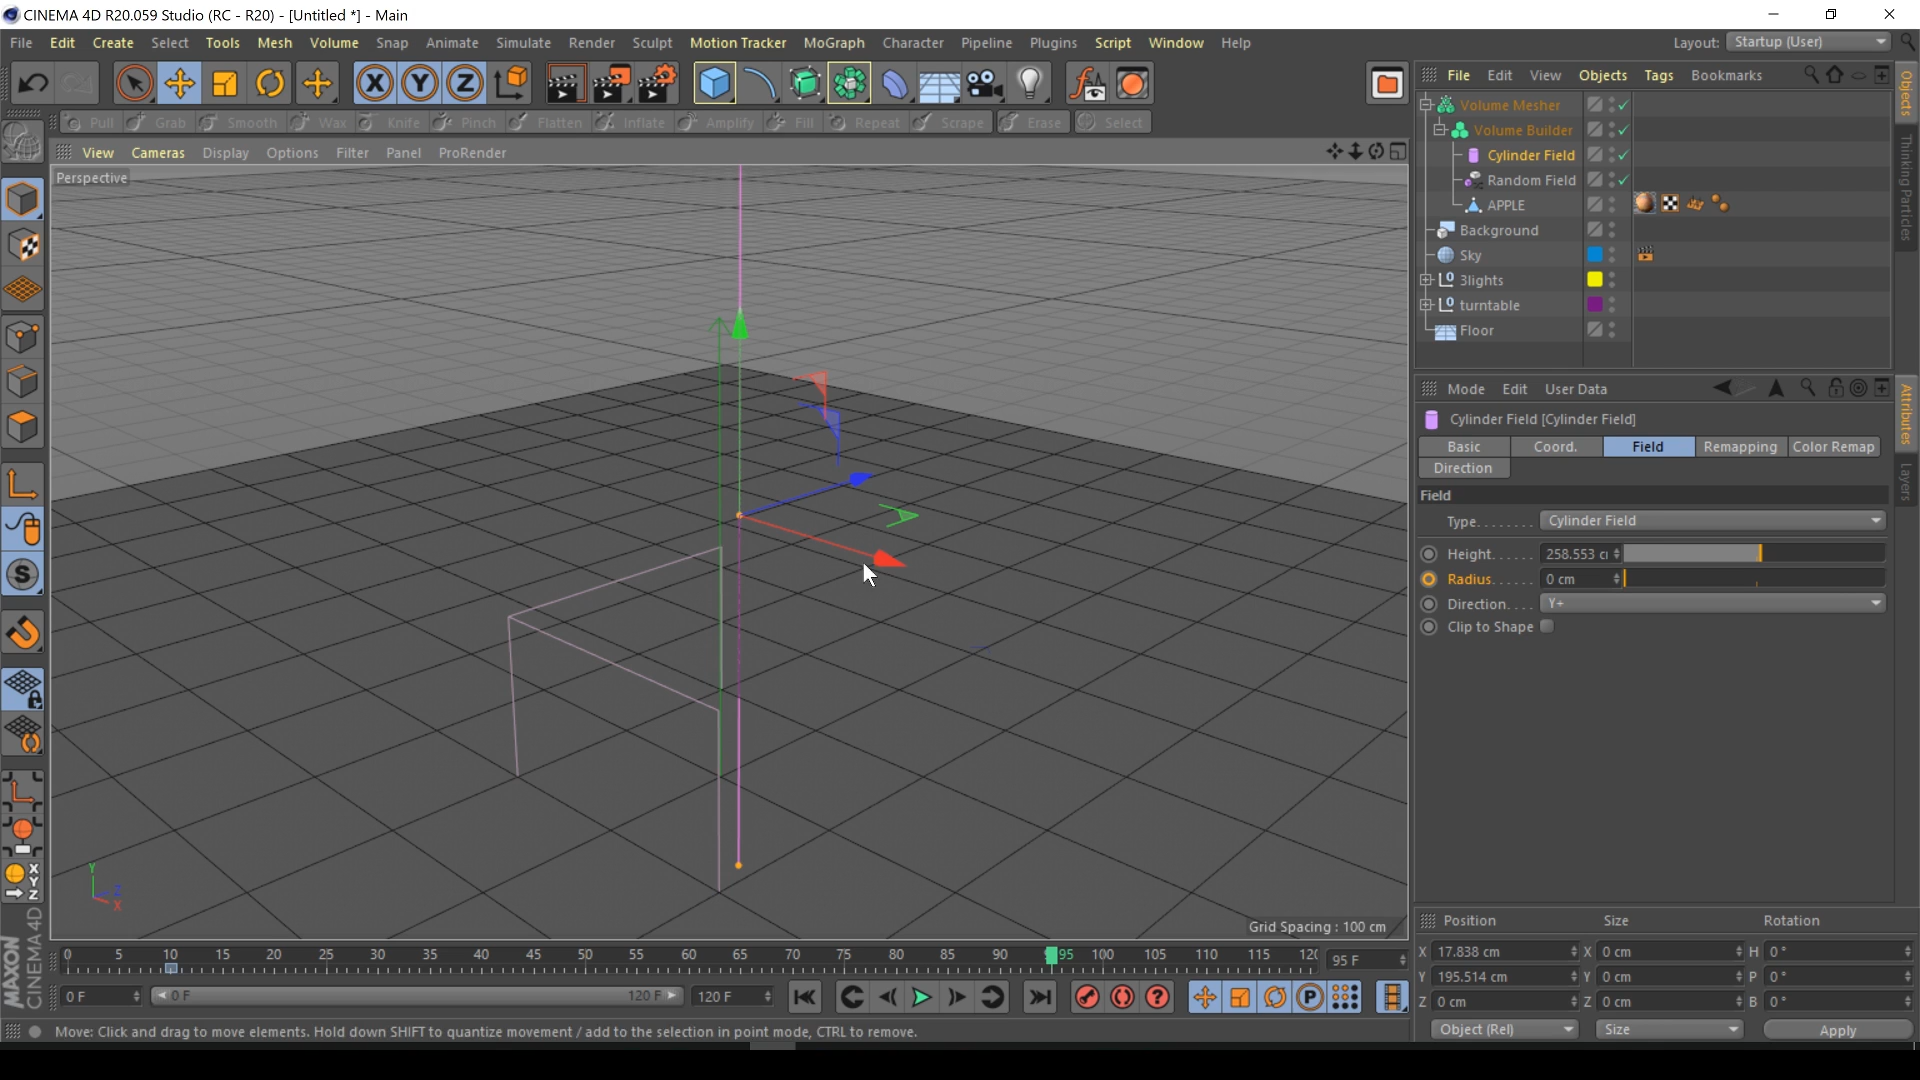 CINEMA 4D R20.059 Studio (RC - R20) - [Untitled *] - Main
File Edit Create Select Tools Mesh Volume Snap Animate Simulate Render Sculpt Motion Tracker MoGraph Character Pipeline Plugins Script Window Help Layout: Startup (User)
X Y Z
File Edit View Objects Tags Bookmarks
Pull Grab Smooth Wax Knife Pinch Flatten Inflate Amplify Fill Repeat Scrape Erase Select
View Cameras Display Options Filter Panel ProRender
Perspective
Volume Mesher
Volume Builder
Cylinder Field
Random Field
APPLE
Background
Sky
3lights
turntable
Floor
Objects
Thinking Particles
Attributes
Layers
Mode Edit User Data
Cylinder Field [Cylinder Field]
Basic Coord. Field Remapping Color Remap
Direction
Field
Type........ Cylinder Field
Height...... 258.553 c
Radius...... 0 cm
Direction.... Y+
Clip to Shape
Y
Z
X
Grid Spacing : 100 cm
X
Y
Z
MAXON
CINEMA 4D
0 5 10 15 20 25 30 35 40 45 50 55 60 65 70 75 80 85 90 95 100 105 110 115 95 F
0 F 0 F 120 F 120 F
Position Size Rotation
X 17.838 cm X 0 cm H 0 °
Y 195.514 cm Y 0 cm P 0 °
Z 0 cm Z 0 cm B 0 °
Object (Rel) Size Apply
Move: Click and drag to move elements. Hold down SHIFT to quantize movement / add to the selection in point mode, CTRL to remove.